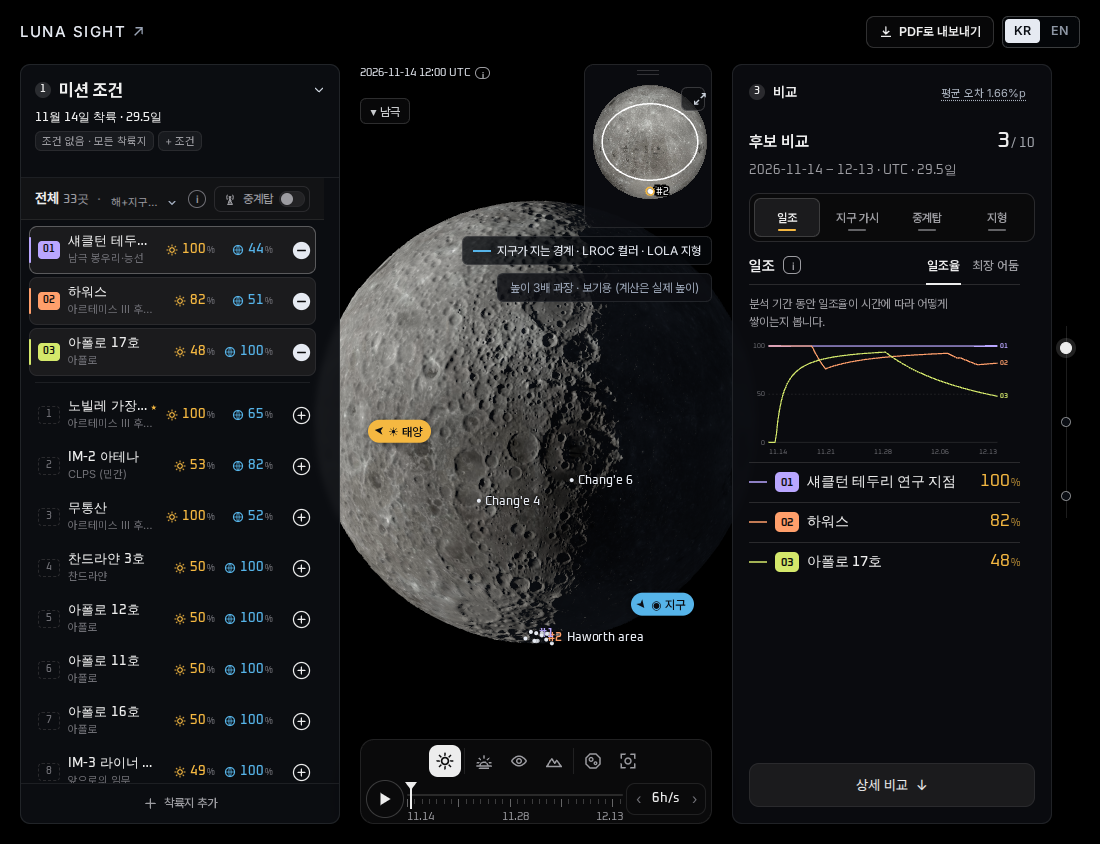 LUNA SIGHT ↗
PDF로 내보내기
KR EN
1 미션 조건
11월 14일 착륙 · 29.5일
조건 없음 · 모든 착륙지
+ 조건
전체 33곳 · 해+지구...
중계탑
01 섀클턴 테두... 100% 44%
남극 봉우리·능선
02 하워스 82% 51%
아르테미스 III 후...
03 아폴로 17호 48% 100%
아폴로
1 노빌레 가장... 100% 65%
아르테미스 III 후...
2 IM-2 아테나 53% 82%
CLPS (민간)
3 무통산 100% 52%
아르테미스 III 후...
4 찬드라얀 3호 50% 100%
찬드라얀
5 아폴로 12호 50% 100%
아폴로
6 아폴로 11호 50% 100%
아폴로
7 아폴로 16호 50% 100%
아폴로
8 IM-3 라이너 ... 49% 100%
앞으로의 임무
+ 착륙지 추가
2026-11-14 12:00 UTC
▾ 남극
#2
지구가 지는 경계 · LROC 컬러 · LOLA 지형
높이 3배 과장 · 보기용 (계산은 실제 높이)
태양
Chang'e 6
Chang'e 4
지구
#2 Haworth area
6h/s
11.14 11.28 12.13
3 비교
평균 오차 1.66%p
후보 비교 3/ 10
2026-11-14 – 12-13 · UTC · 29.5일
일조 지구 가시 중계탑 지형
일조 일조율 최장 어둠
분석 기간 동안 일조율이 시간에 따라 어떻게
쌓이는지 봅니다.
100 01
02
50 03
0
11.14 11.21 11.28 12.06 12.13
01 섀클턴 테두리 연구 지점 100%
02 하워스 82%
03 아폴로 17호 48%
상세 비교 ↓